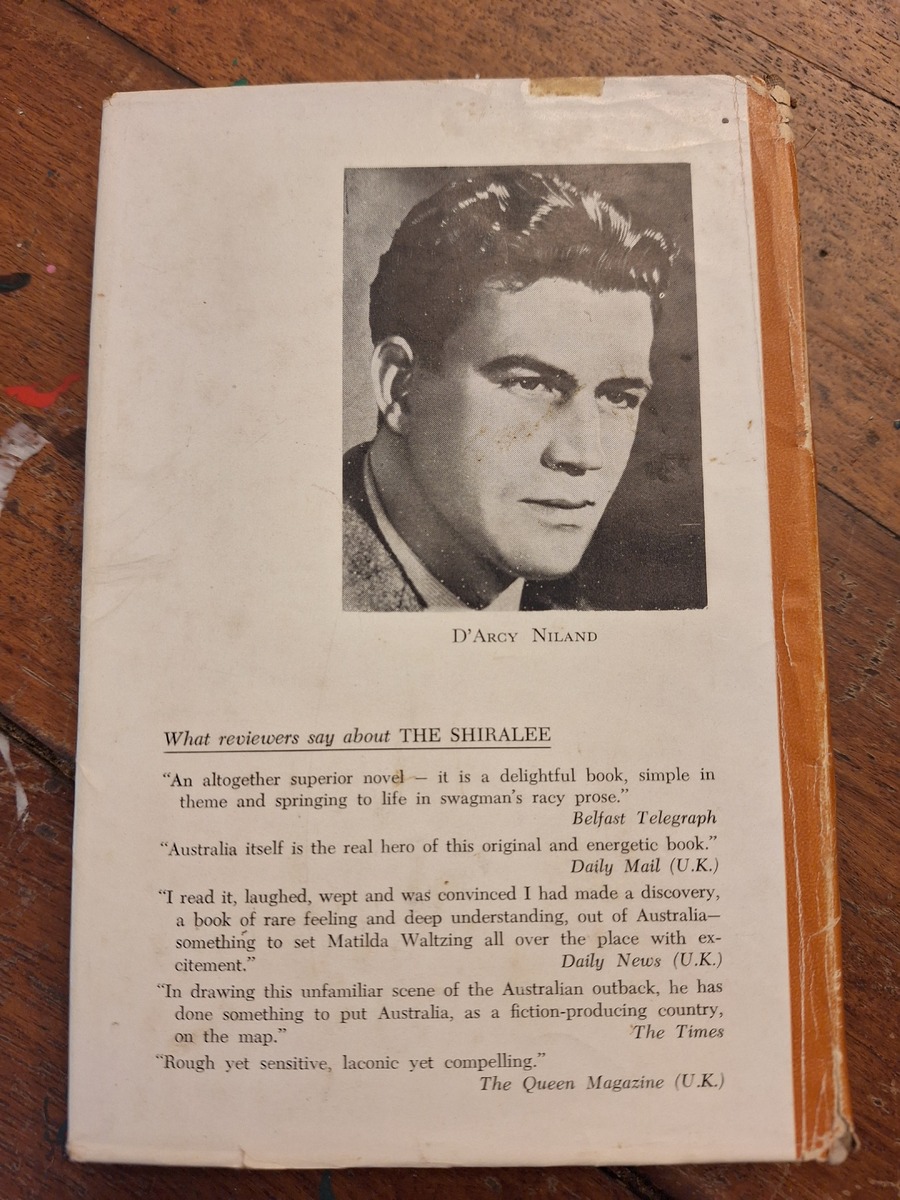 D'Arcy Niland
What reviewers say about THE SHIRALEE
“An altogether superior novel — it is a delightful book, simple in
theme and springing to life in swagman's racy prose.”
Belfast Telegraph
“Australia itself is the real hero of this original and energetic book.”
Daily Mail (U.K.)
“I read it, laughed, wept and was convinced I had made a discovery,
a book of rare feeling and deep understanding, out of Australia—
something to set Matilda Waltzing all over the place with ex-
citement.” Daily News (U.K.)
“In drawing this unfamiliar scene of the Australian outback, he has
done something to put Australia, as a fiction-producing country,
on the map.” The Times
“Rough yet sensitive, laconic yet compelling.”
The Queen Magazine (U.K.)